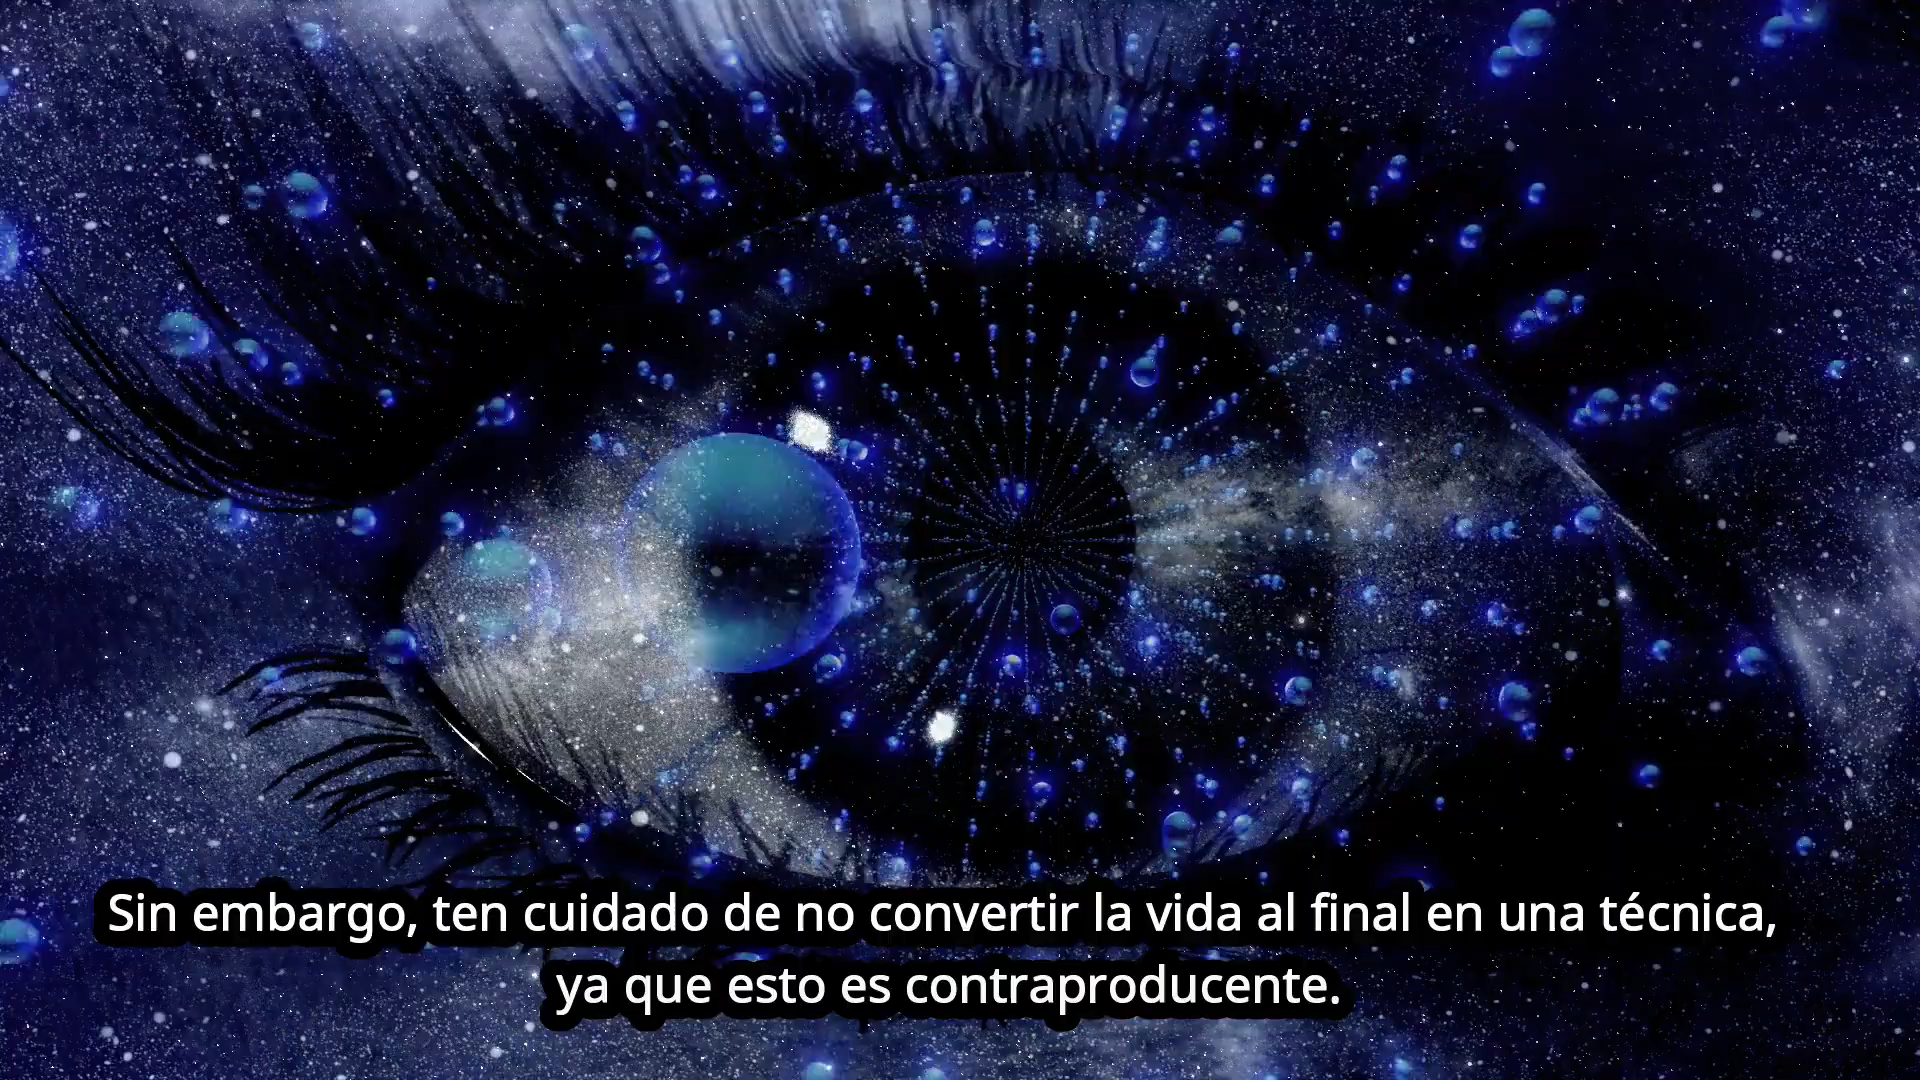 Sin embargo, ten cuidado de no convertir la vida al final en una técnica,
ya que esto es contraproducente.